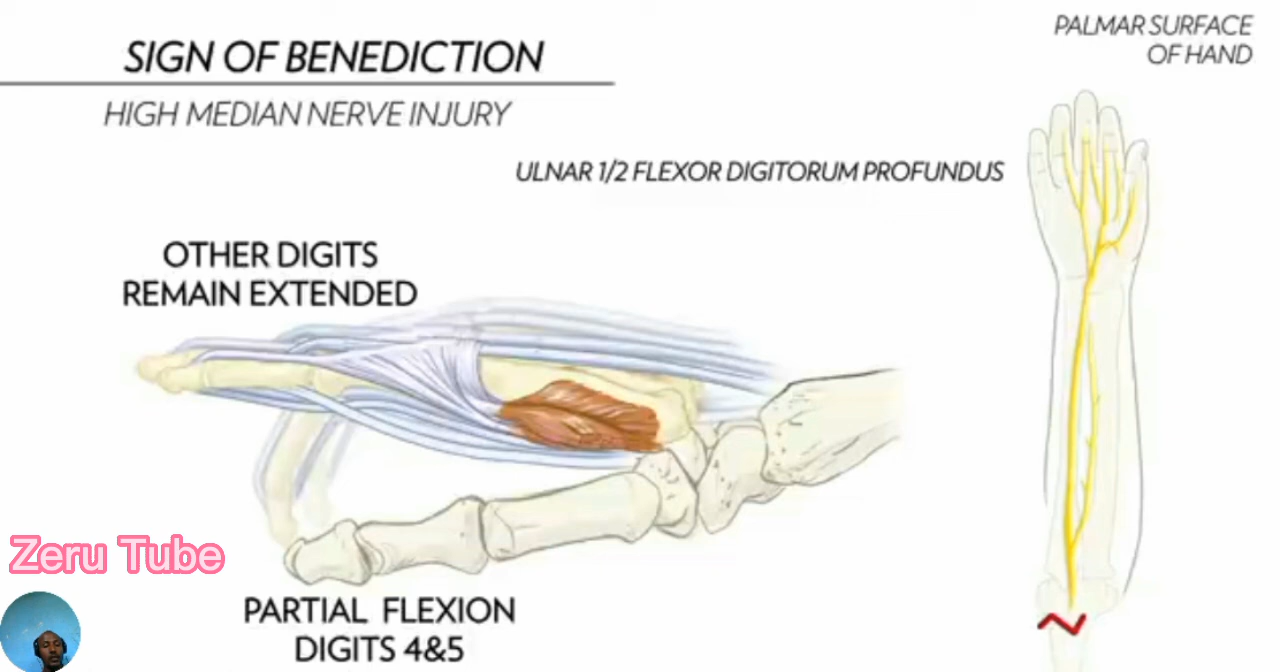 SIGN OF BENEDICTION
HIGH MEDIAN NERVE INJURY
PALMAR SURFACE
OF HAND
ULNAR 1/2 FLEXOR DIGITORUM PROFUNDUS
OTHER DIGITS
REMAIN EXTENDED
Zeru Tube
PARTIAL FLEXION
DIGITS 4&5